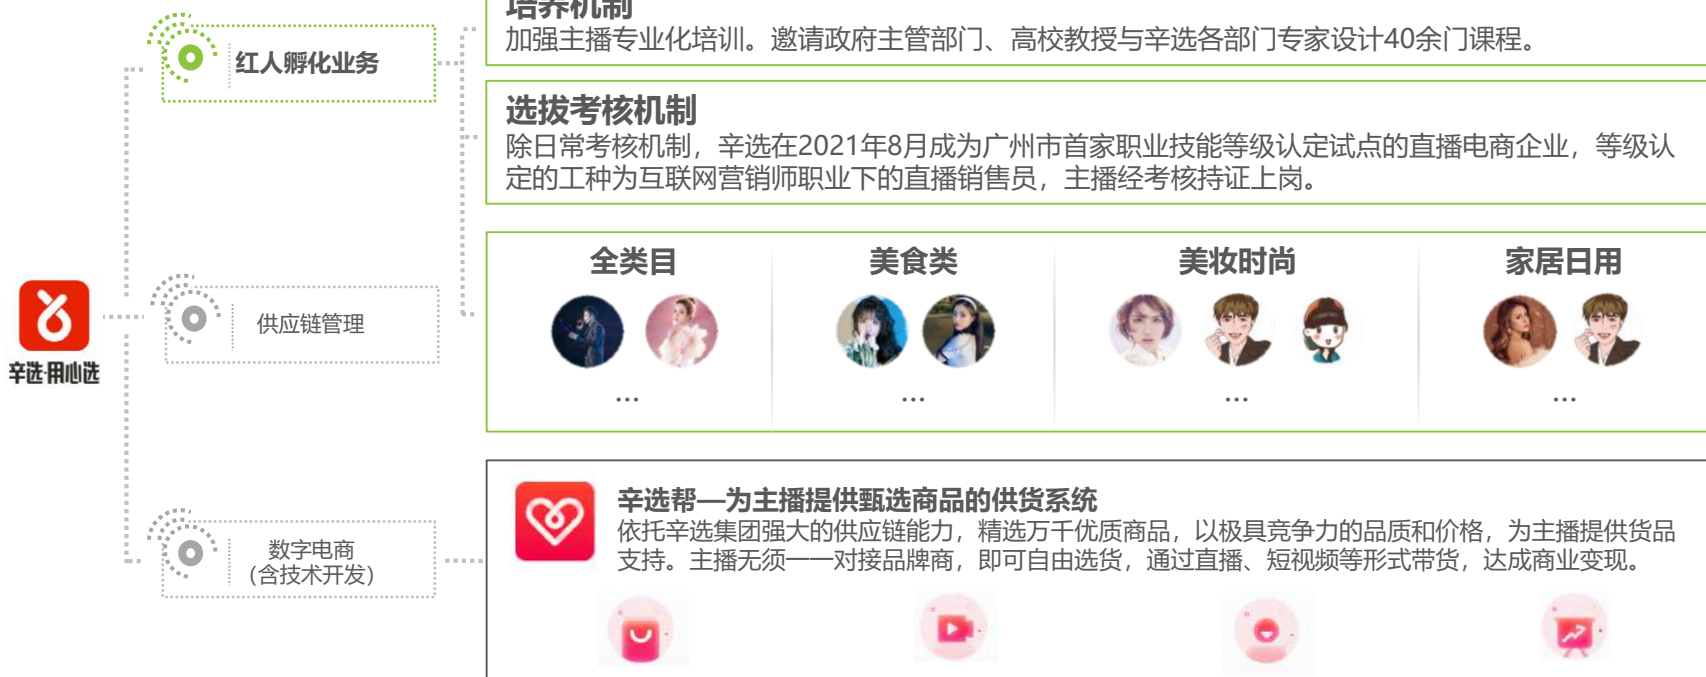 培养机制
加强主播专业化培训。邀请政府主管部门、高校教授与辛选各部门专家设计40余门课程。
红人孵化业务
选拔考核机制
除日常考核机制，辛选在2021年8月成为广州市首家职业技能等级认定试点的直播电商企业，等级认
定的工种为互联网营销师职业下的直播销售员，主播经考核持证上岗。
全类目
美食类
美妆时尚
家居日用
...
...
...
...
供应链管理
辛选·用心选
辛选帮—为主播提供甄选商品的供货系统
依托辛选集团强大的供应链能力，精选万千优质商品，以极具竞争力的品质和价格，为主播提供货品
支持。主播无须一一对接品牌商，即可自由选货，通过直播、短视频等形式带货，达成商业变现。
数字电商
（含技术开发）